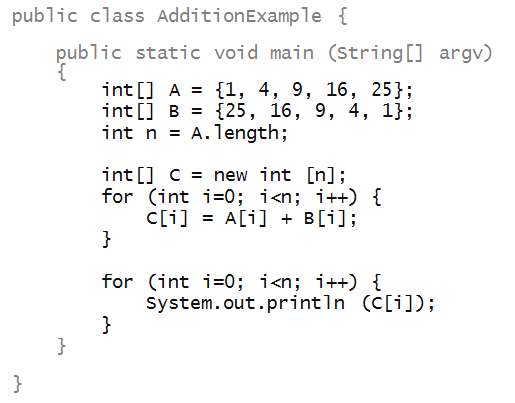 public class AdditionExample {
public static void main (String[] argv)
{
int[] A = {1, 4, 9, 16, 25};
int[] B = {25, 16, 9, 4, 1};
int n = A.length;
int[] C = new int [n];
for (int i=0; i<n; i++) {
C[i] = A[i] + B[i];
}
for (int i=0; i<n; i++) {
System.out.println (C[i]);
}
}
}